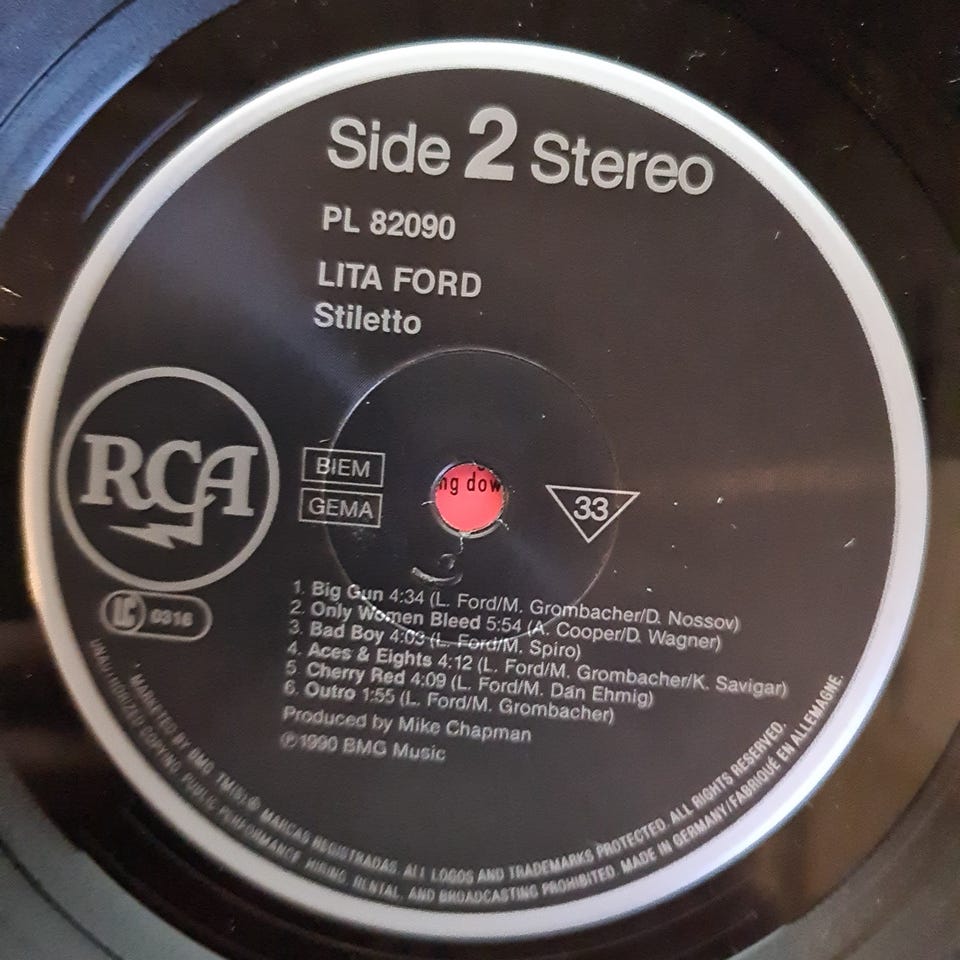 Side 2 Stereo
PL 82090
LITA FORD
Stiletto
RCA
BIEM
GEMA
ng dow
33
LC 0316
1. Big Gun 4:34 (L. Ford/M. Grombacher/D. Nossov)
2. Only Women Bleed 5:54 (A. Cooper/D. Wagner)
3. Bad Boy 4:03 (L. Ford/M. Spiro)
4. Aces & Eights 4:12 (L. Ford/M. Grombacher/K. Savigar)
5. Cherry Red 4:09 (L. Ford/M. Dan Ehmig)
6. Outro 1:55 (L. Ford/M. Grombacher)
Produced by Mike Chapman
℗1990 BMG Music
* MARKETED BY BMG. TM(S)® MARCAS REGISTRADAS. ALL LOGOS AND TRADEMARKS PROTECTED. ALL RIGHTS RESERVED.
UNAUTHORIZED COPYING, PUBLIC PERFORMANCE, HIRING, RENTAL, AND BROADCASTING PROHIBITED. MADE IN GERMANY/FABRIQUÉ EN ALLEMAGNE.